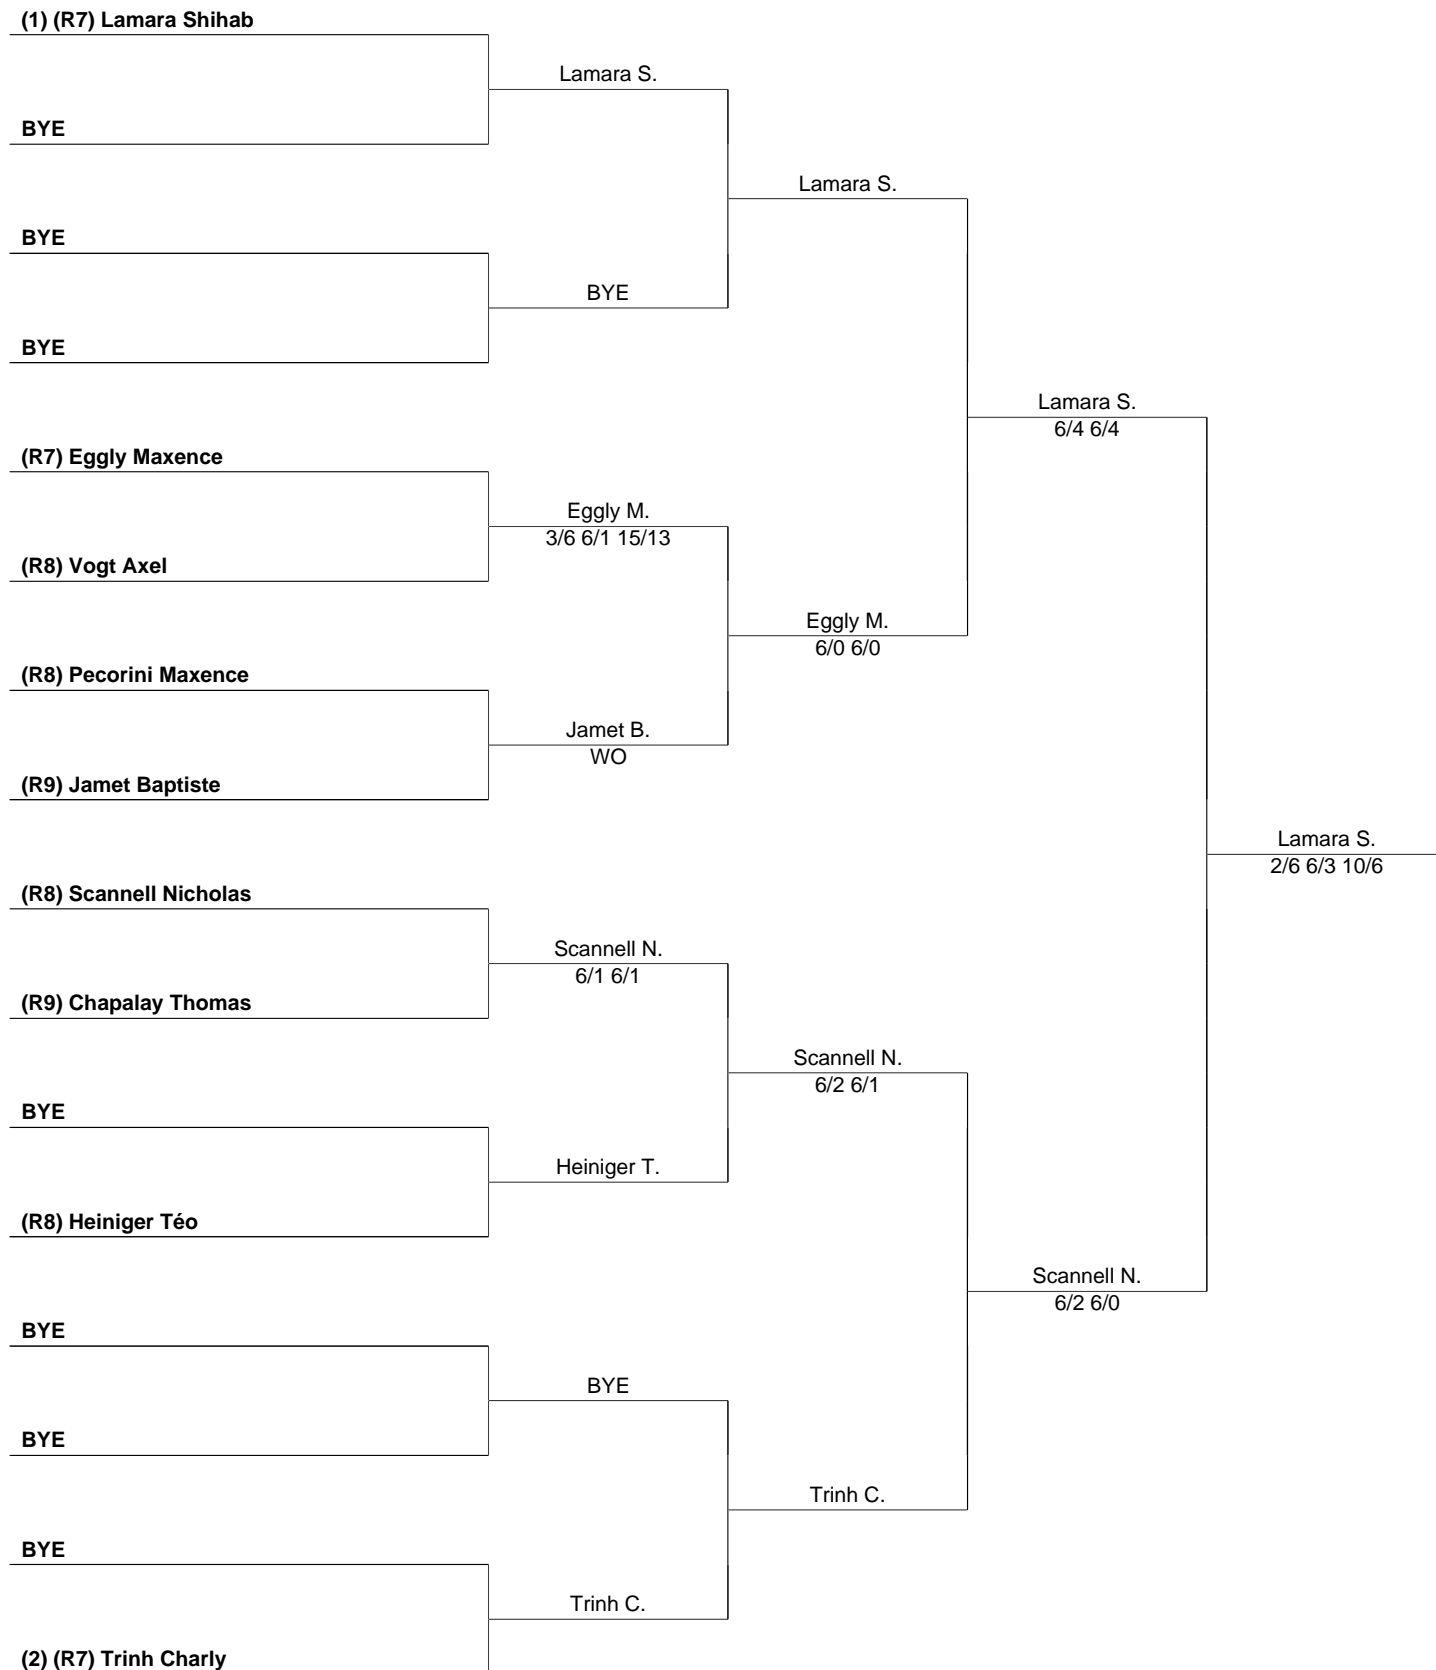 (1) (R7) Lamara Shihab
Lamara S.
BYE
Lamara S.
BYE
BYE
BYE
Lamara S.
6/4 6/4
(R7) Eggly Maxence
Eggly M.
3/6 6/1 15/13
(R8) Vogt Axel
Eggly M.
6/0 6/0
(R8) Pecorini Maxence
Jamet B.
WO
(R9) Jamet Baptiste
Lamara S.
2/6 6/3 10/6
(R8) Scannell Nicholas
Scannell N.
6/1 6/1
(R9) Chapalay Thomas
Scannell N.
6/2 6/1
BYE
Heiniger T.
(R8) Heiniger Téo
Scannell N.
6/2 6/0
BYE
BYE
BYE
Trinh C.
BYE
Trinh C.
(2) (R7) Trinh Charly